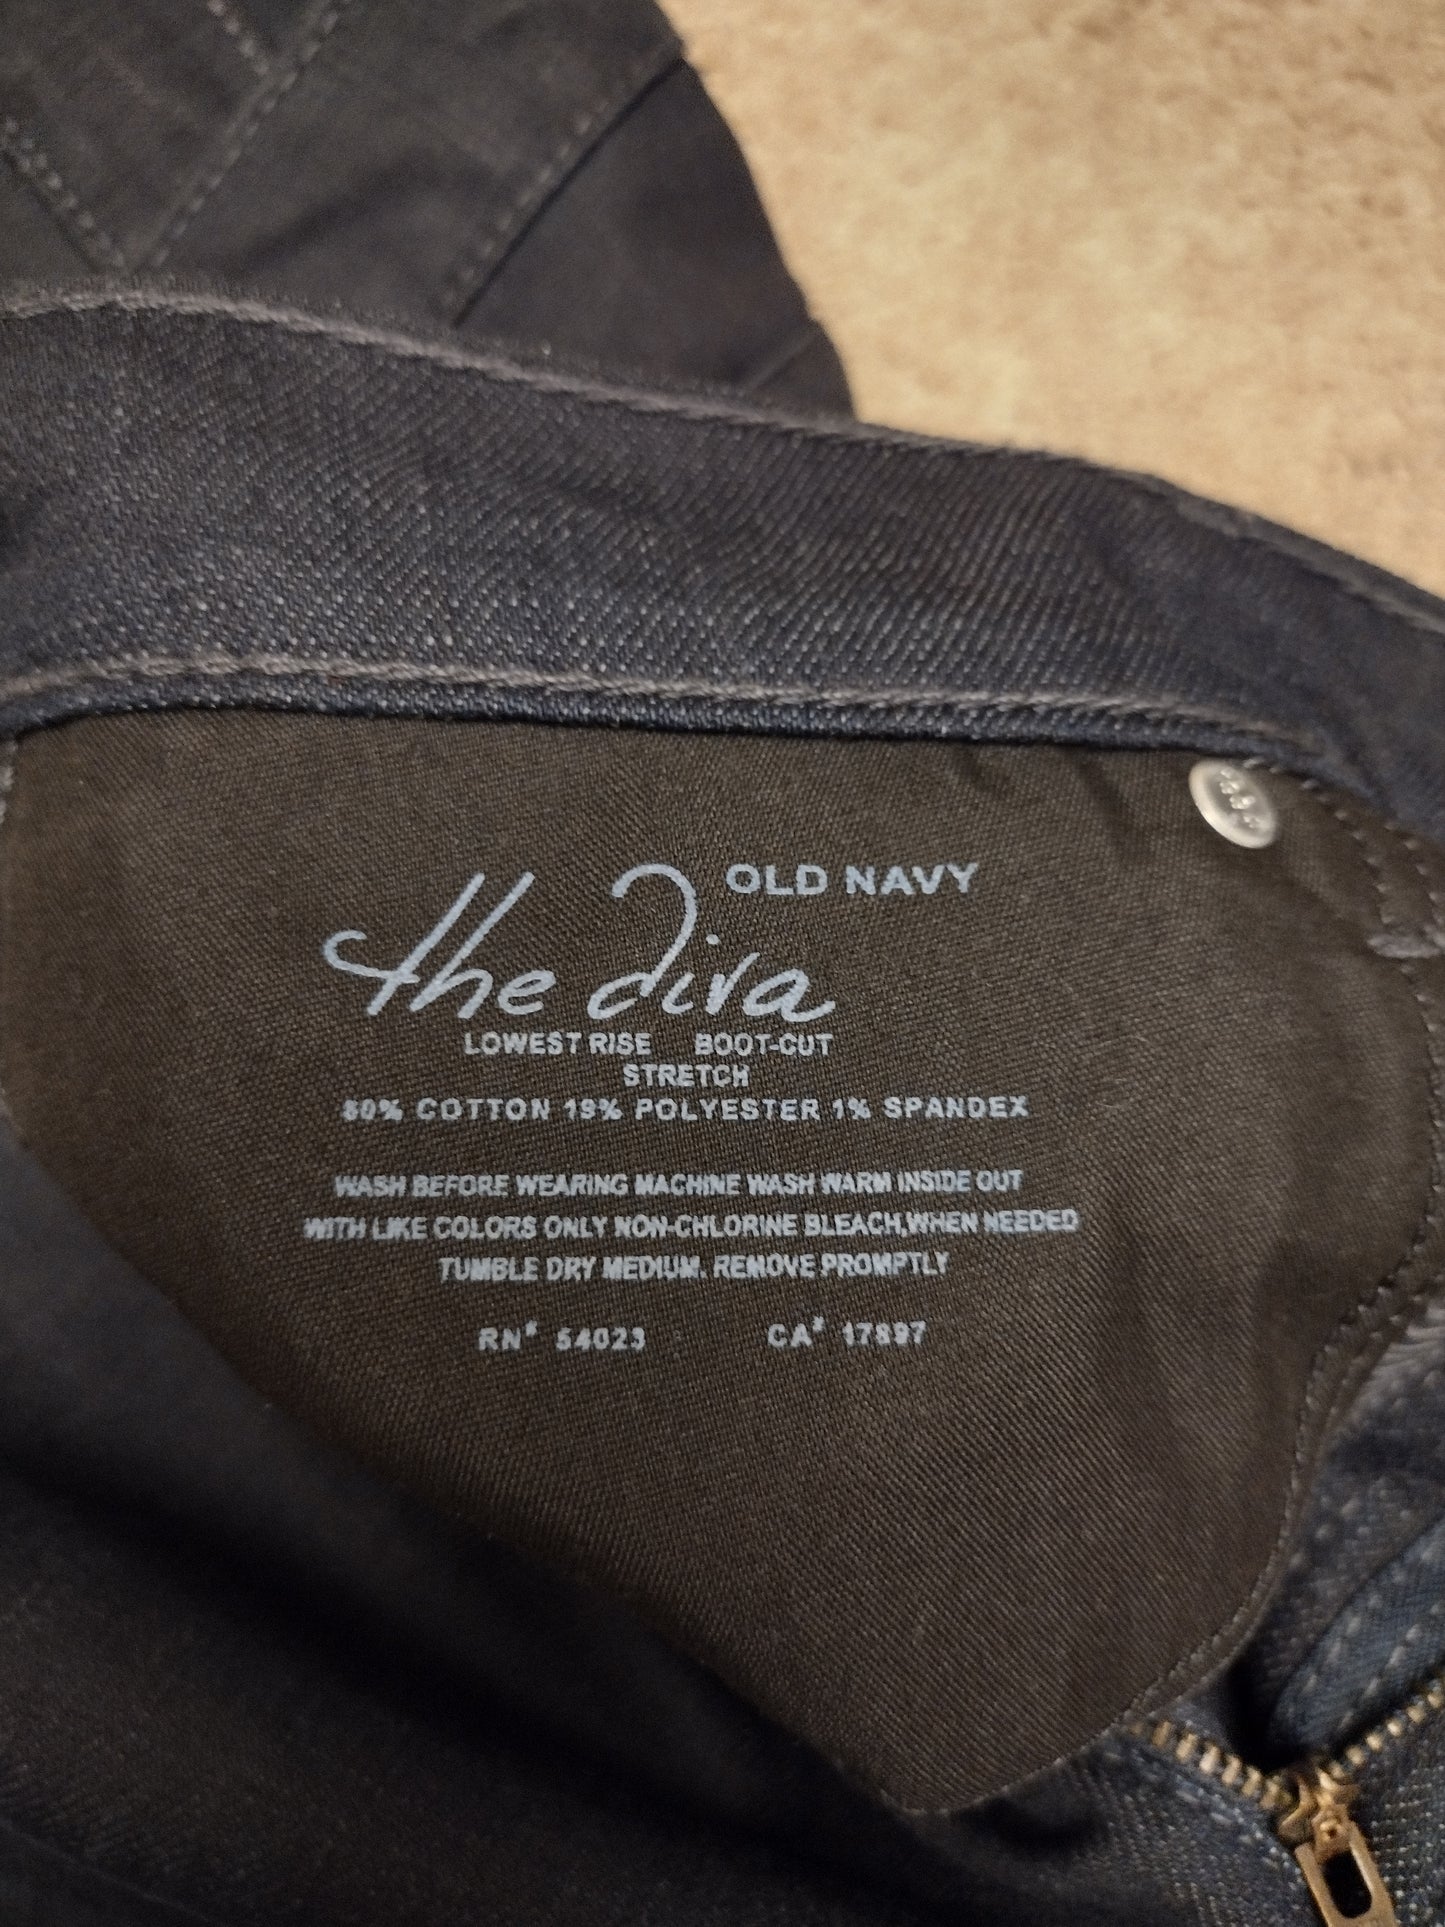 OLD NAVY
the diva
LOWEST RISE BOOT-CUT
STRETCH
80% COTTON 19% POLYESTER 1% SPANDEX
WASH BEFORE WEARING MACHINE WASH WARM INSIDE OUT
WITH LIKE COLORS ONLY NON-CHLORINE BLEACH,WHEN NEEDED
TUMBLE DRY MEDIUM. REMOVE PROMPTLY
RN# 54023 CA# 17897